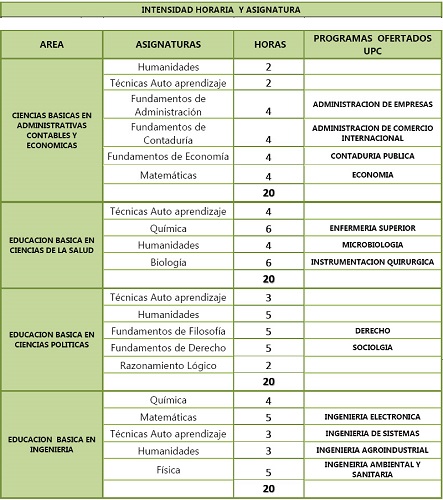 INTENSIDAD HORARIA Y ASIGNATURA
AREA ASIGNATURAS HORAS PROGRAMAS OFERTADOS UPC
CIENCIAS BASICAS EN ADMINISTRATIVAS CONTABLES Y ECONOMICAS
Humanidades 2
Técnicas Auto aprendizaje 2
Fundamentos de Administración 4 ADMINISTRACION DE EMPRESAS
Fundamentos de Contaduría 4 ADMINISTRACION DE COMERCIO INTERNACIONAL
Fundamentos de Economía 4 CONTADURIA PUBLICA
Matemáticas 4 ECONOMIA
20
EDUCACION BASICA EN CIENCIAS DE LA SALUD
Técnicas Auto aprendizaje 4
Química 6 ENFERMERIA SUPERIOR
Humanidades 4 MICROBIOLOGIA
Biología 6 INSTRUMENTACION QUIRURGICA
20
EDUCACION BASICA EN CIENCIAS POLITICAS
Técnicas Auto aprendizaje 3
Humanidades 5
Fundamentos de Filosofía 5 DERECHO
Fundamentos de Derecho 5 SOCIOLGIA
Razonamiento Lógico 2
20
EDUCACION BASICA EN INGENIERIA
Química 4
Matemáticas 5 INGENIERIA ELECTRONICA
Técnicas Auto aprendizaje 3 INGENIERIA DE SISTEMAS
Humanidades 3 INGENIERIA AGROINDUSTRIAL
Física 5 INGENEIRIA AMBIENTAL Y SANITARIA
20